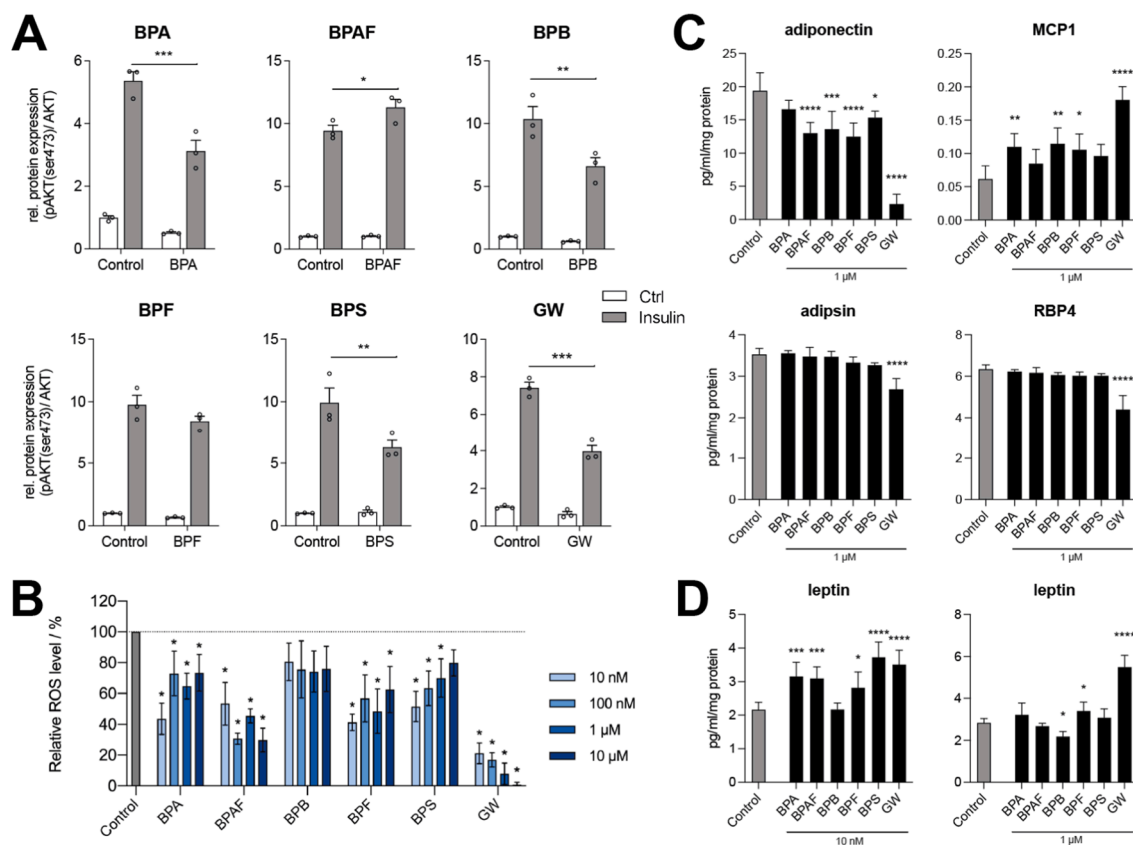 A
BPA
BPAF
BPB
rel. protein expression
(pAKT(ser473)/ AKT)
6
4
2
0
***
Control
BPA
15
10
5
0
*
Control
BPAF
15
10
5
0
**
Control
BPB
Ctrl
Insulin
BPF
BPS
GW
rel. protein expression
(pAKT(ser473)/ AKT)
15
10
5
0
Control
BPF
15
10
5
0
**
Control
BPS
8
6
4
2
0
***
Control
GW
B
Relative ROS level / %
120
100
80
60
40
20
0
* * * *
* * * *
* * * *
* * *
* * * *
Control
BPA
BPAF
BPB
BPF
BPS
GW
10 nM
100 nM
1 µM
10 µM
C
adiponectin
pg/ml/mg protein
25
20
15
10
5
0
**** *** **** * ****
Control
BPA
BPAF
BPB
BPF
BPS
GW
1 µM
MCP1
0.25
0.20
0.15
0.10
0.05
0.00
** ** * ****
Control
BPA
BPAF
BPB
BPF
BPS
GW
1 µM
adipsin
pg/ml/mg protein
4
3
2
1
0
****
Control
BPA
BPAF
BPB
BPF
BPS
GW
1 µM
RBP4
8
6
4
2
0
****
Control
BPA
BPAF
BPB
BPF
BPS
GW
1 µM
D
leptin
pg/ml/mg protein
5
4
3
2
1
0
*** *** * **** ****
Control
BPA
BPAF
BPB
BPF
BPS
GW
10 nM
leptin
8
6
4
2
0
* * ****
Control
BPA
BPAF
BPB
BPF
BPS
GW
1 µM